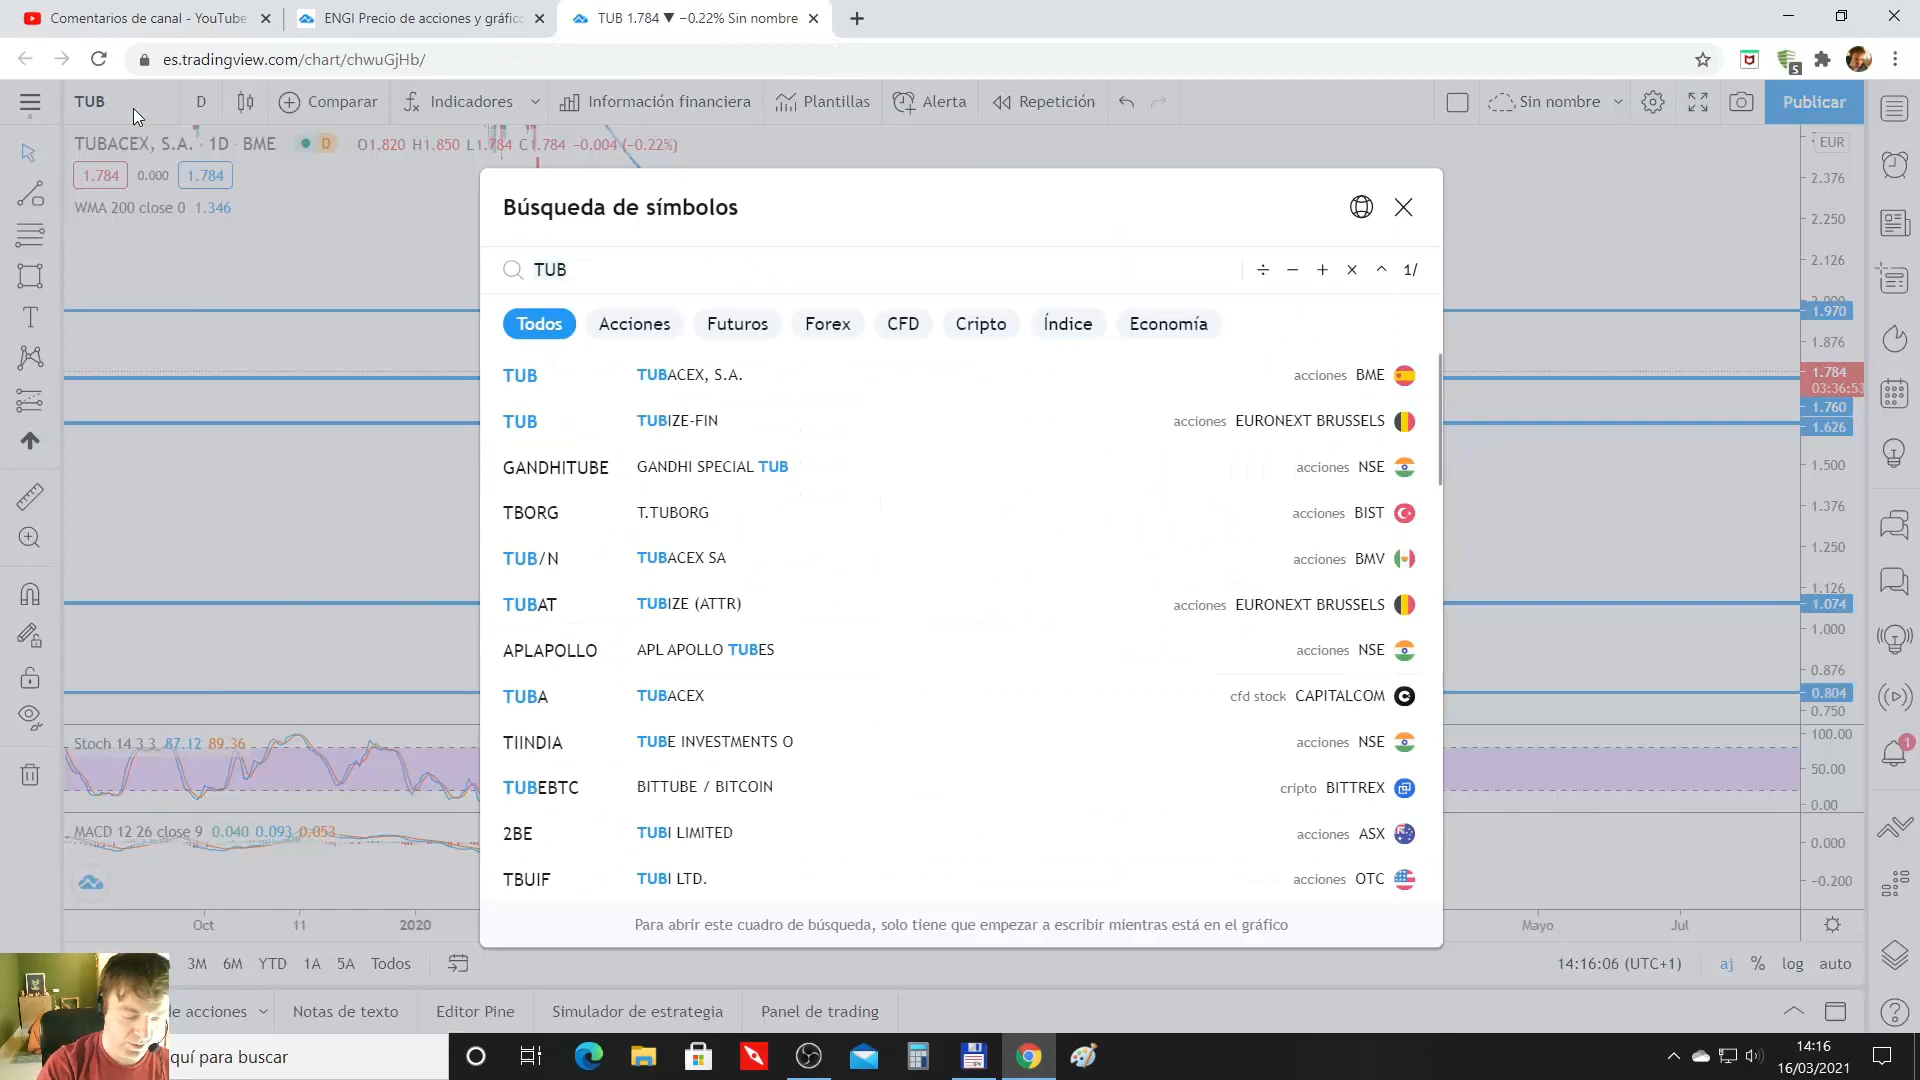 Comentarios de canal - YouTube
ENGI Precio de acciones y gráfic
TUB 1.784 ▼ −0.22% Sin nombre
es.tradingview.com/chart/chwuGjHb/
5
TUB
D
Comparar
Indicadores
Información financiera
Plantillas
Alerta
Repetición
Sin nombre
Publicar
TUBACEX, S.A. · 1D · BME
D
O1.820 H1.850 L1.784 C1.784 −0.004 (−0.22%)
1.784 0.000 1.784
WMA 200 close 0 1.346
EUR
2.376
2.250
2.126
2.000
1.970
1.876
1.784
03:36:53
1.760
1.626
1.500
1.376
1.250
1.126
1.074
1.000
0.876
0.804
0.750
100.00
50.00
0.00
0.000
−0.200
Búsqueda de símbolos
TUB
÷ − + × ^ 1/
Todos Acciones Futuros Forex CFD Cripto Índice Economía
TUB TUBACEX, S.A. acciones BME
TUB TUBIZE-FIN acciones EURONEXT BRUSSELS
GANDHITUBE GANDHI SPECIAL TUB acciones NSE
TBORG T.TUBORG acciones BIST
TUB/N TUBACEX SA acciones BMV
TUBAT TUBIZE (ATTR) acciones EURONEXT BRUSSELS
APLAPOLLO APL APOLLO TUBES acciones NSE
TUBA TUBACEX cfd stock CAPITALCOM
TIINDIA TUBE INVESTMENTS O acciones NSE
TUBEBTC BITTUBE / BITCOIN cripto BITTREX
2BE TUBI LIMITED acciones ASX
TBUIF TUBI LTD. acciones OTC
Para abrir este cuadro de búsqueda, solo tiene que empezar a escribir mientras está en el gráfico
Stoch 14 3 3 87.12 89.36
MACD 12 26 close 9 0.040 0.093 0.053
1
Oct 11 2020 Mayo Jul
3M 6M YTD 1A 5A Todos
14:16:06 (UTC+1) aj % log auto
de acciones Notas de texto Editor Pine Simulador de estrategia Panel de trading
quí para buscar
14:16
16/03/2021